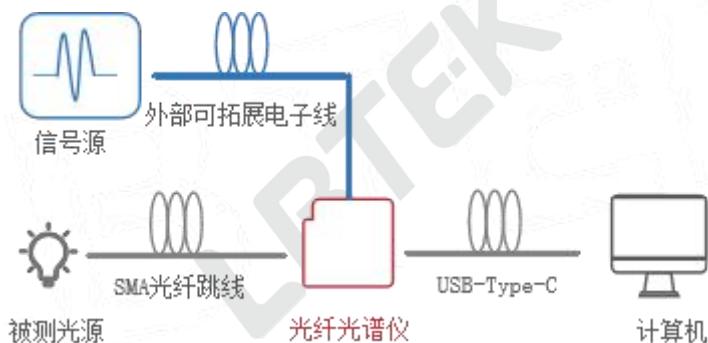 外部可拓展电子线
信号源
SMA光纤跳线
USB-Type-C
被测光源
光纤光谱仪
计算机
LBTEK